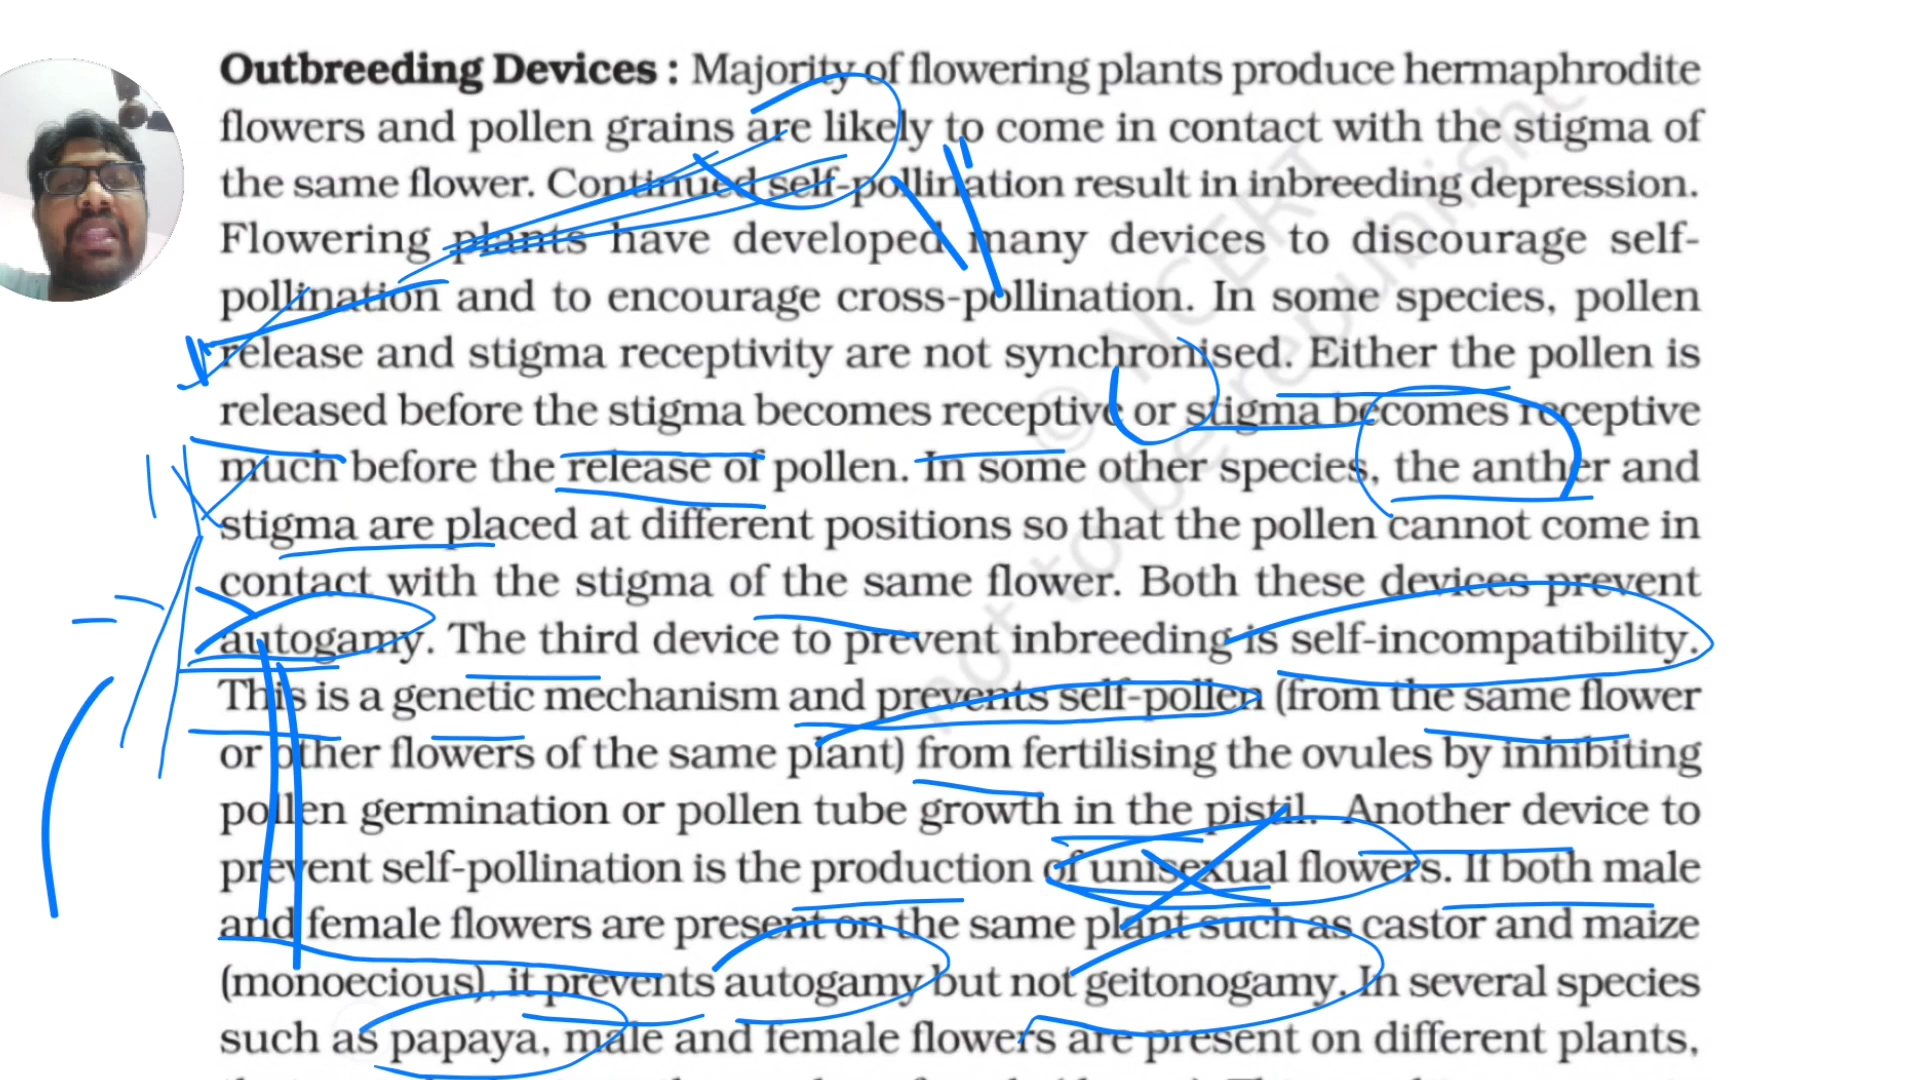 Outbreeding Devices : Majority of flowering plants produce hermaphrodite
flowers and pollen grains are likely to come in contact with the stigma of
the same flower. Continued self-pollination result in inbreeding depression.
Flowering plants have developed many devices to discourage self-
pollination and to encourage cross-pollination. In some species, pollen
release and stigma receptivity are not synchronised. Either the pollen is
released before the stigma becomes receptive or stigma becomes receptive
much before the release of pollen. In some other species, the anther and
stigma are placed at different positions so that the pollen cannot come in
contact with the stigma of the same flower. Both these devices prevent
autogamy. The third device to prevent inbreeding is self-incompatibility.
This is a genetic mechanism and prevents self-pollen (from the same flower
or other flowers of the same plant) from fertilising the ovules by inhibiting
pollen germination or pollen tube growth in the pistil. Another device to
prevent self-pollination is the production of unisexual flowers. If both male
and female flowers are present on the same plant such as castor and maize
(monoecious), it prevents autogamy but not geitonogamy. In several species
such as papaya, male and female flowers are present on different plants,
© NCERT
not to be republished